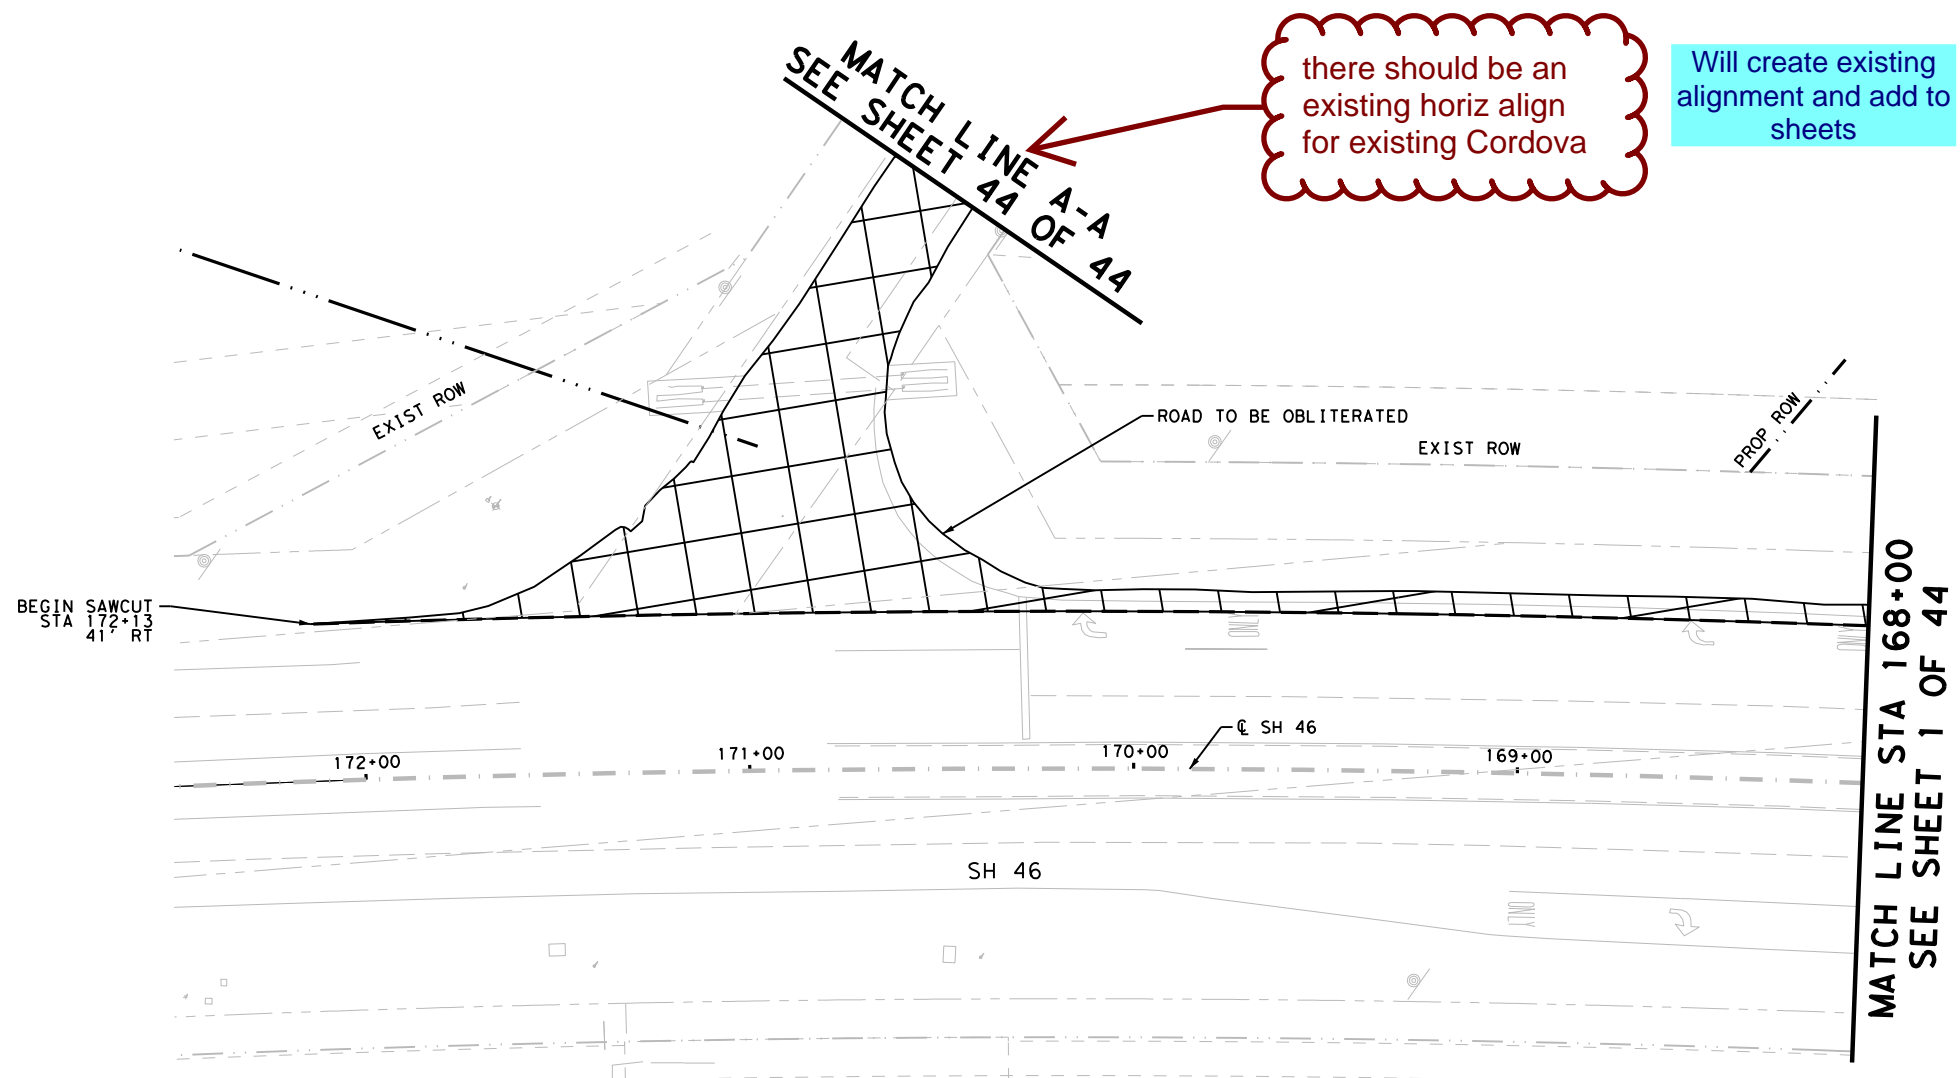 there should be an
existing horiz align
for existing Cordova
Will create existing
alignment and add to
sheets
MATCH LINE A-A
SEE SHEET 44 OF 44
EXIST ROW
ROAD TO BE OBLITERATED
EXIST ROW
PROP ROW
BEGIN SAWCUT
STA 172+13
41' RT
ONLY
ONLY
℄ SH 46
172+00
171+00
170+00
169+00
SH 46
ONLY
MATCH LINE STA 168+00
SEE SHEET 1 OF 44